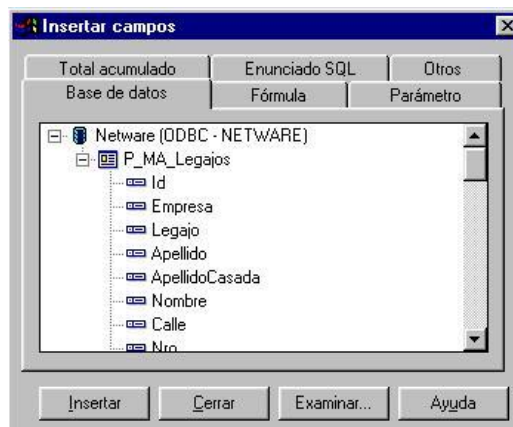 Insertar campos
Total acumulado Enunciado SQL Otros
Base de datos Fórmula Parámetro
Netware (ODBC - NETWARE)
P_MA_Legajos
Id
Empresa
Legajo
Apellido
ApellidoCasada
Nombre
Calle
Nro
Insertar Cerrar Examinar... Ayuda